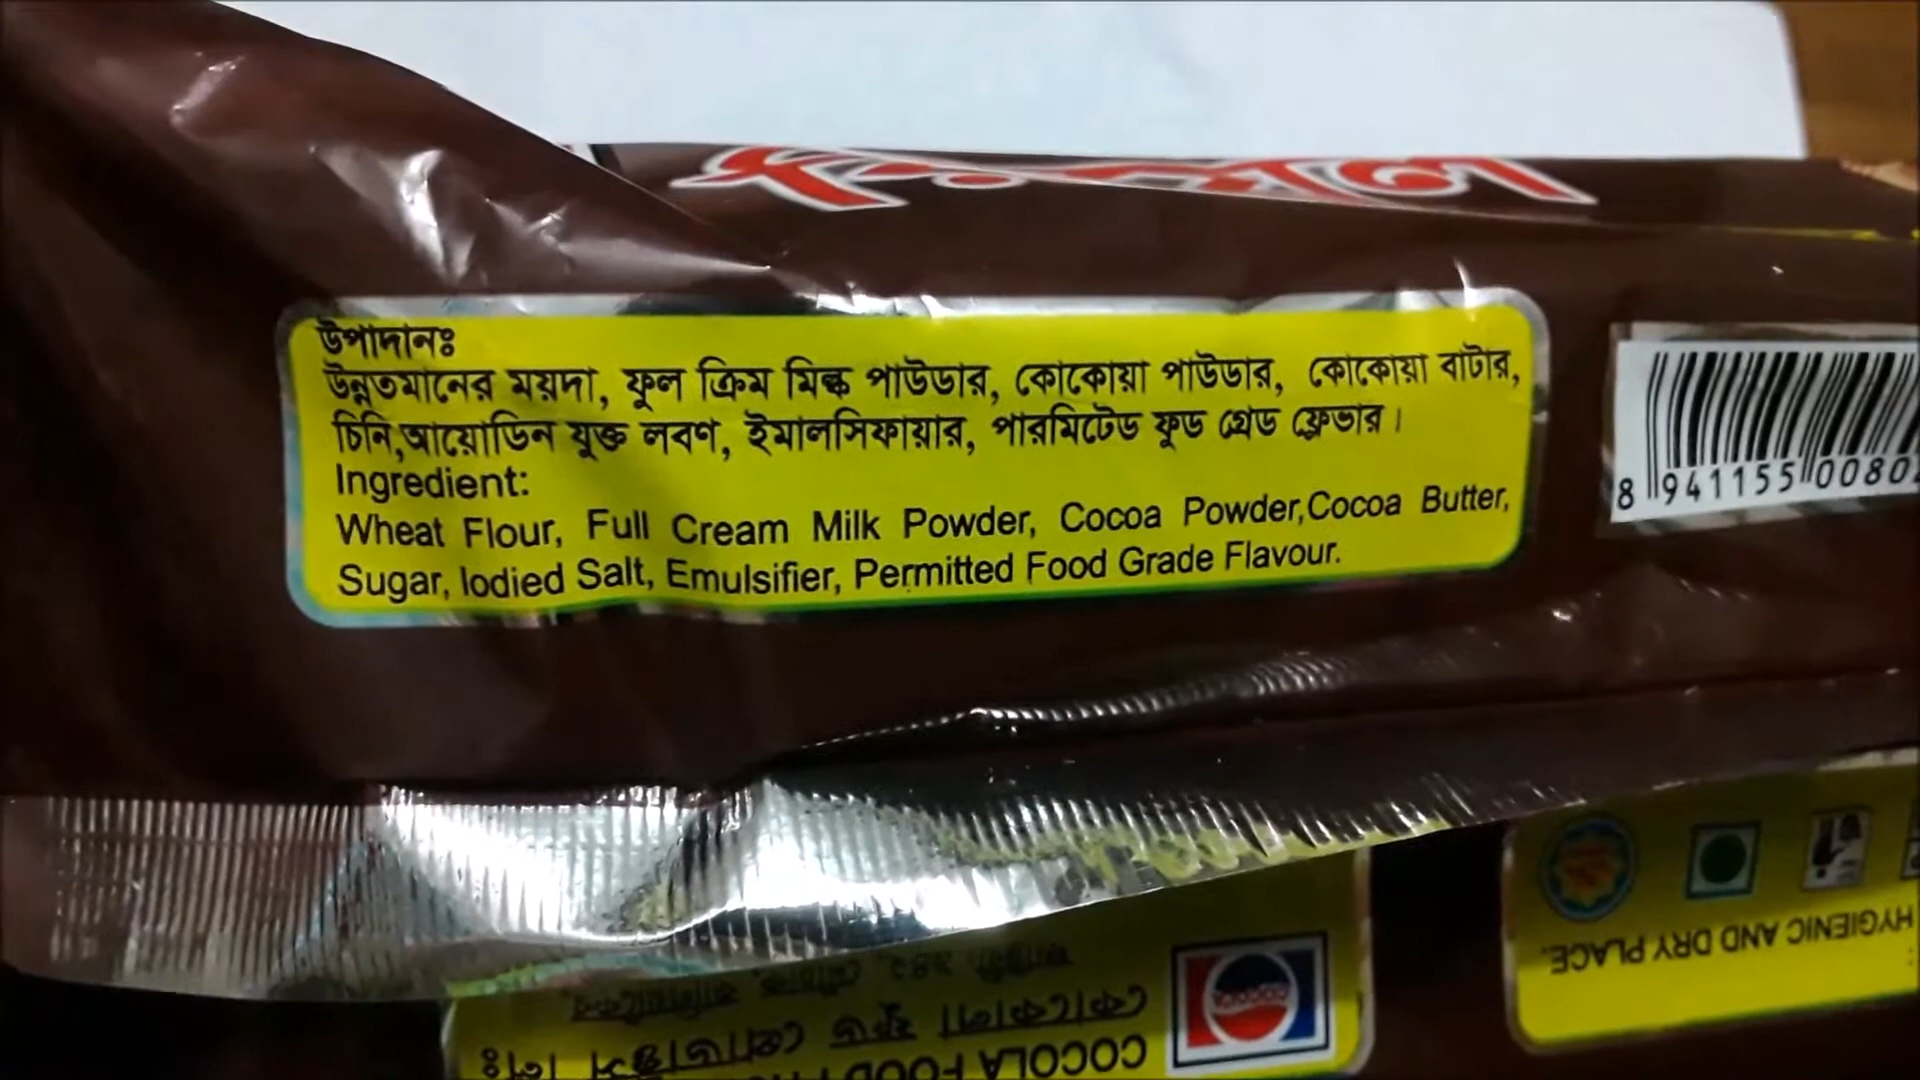 উপাদানঃ
উন্নতমানের ময়দা, ফুল ক্রিম মিল্ক পাউডার, কোকোয়া পাউডার, কোকোয়া বাটার,
চিনি,আয়োডিন যুক্ত লবণ, ইমালসিফায়ার, পারমিটেড ফুড গ্রেড ফ্লেভার।
Ingredient:
Wheat Flour, Full Cream Milk Powder, Cocoa Powder,Cocoa Butter,
Sugar, Iodied Salt, Emulsifier, Permitted Food Grade Flavour.
8 941155 0080
HYGIENIC AND DRY PLACE.
COCOLA FOOD
কোকোলা ফুড প্রোডাক্টস লিঃ